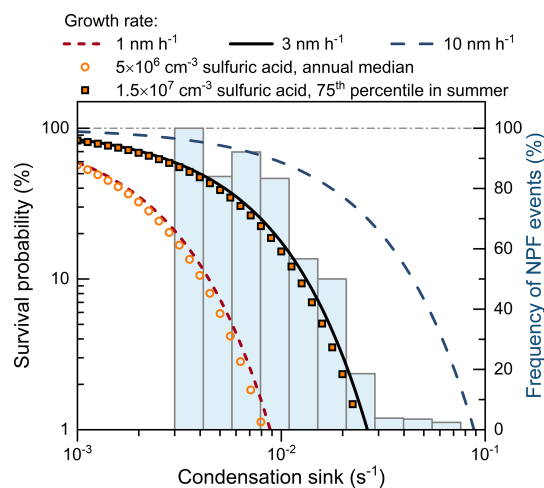 Growth rate:
1 nm h⁻¹ 3 nm h⁻¹ 10 nm h⁻¹
5×10⁶ cm⁻³ sulfuric acid, annual median
1.5×10⁷ cm⁻³ sulfuric acid, 75ᵗʰ percentile in summer
100
10
1
Survival probability (%)
100
80
60
40
20
0
Frequency of NPF events (%)
10⁻³ 10⁻² 10⁻¹
Condensation sink (s⁻¹)